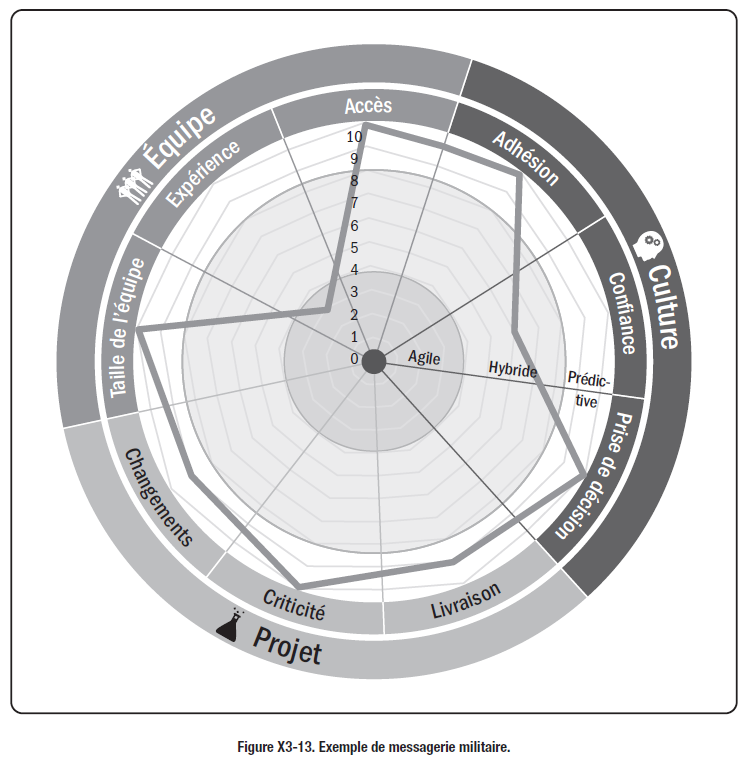 Équipe
Accès
Expérience
Adhésion
Culture
Taille de l'équipe
Confiance
10
9
8
7
6
5
4
3
2
1
0
Agile
Hybride
Prédic-
tive
Prise de décision
Changements
Criticité
Livraison
Projet
Figure X3-13. Exemple de messagerie militaire.